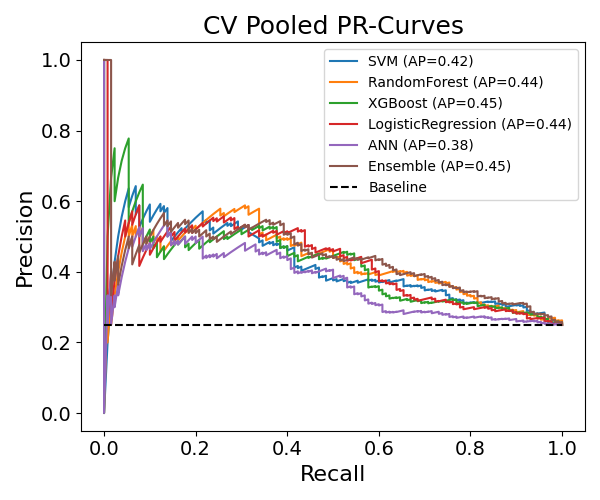 CV Pooled PR-Curves
SVM (AP=0.42)
RandomForest (AP=0.44)
XGBoost (AP=0.45)
LogisticRegression (AP=0.44)
ANN (AP=0.38)
Ensemble (AP=0.45)
Baseline
Precision
1.0
0.8
0.6
0.4
0.2
0.0
0.0 0.2 0.4 0.6 0.8 1.0
Recall